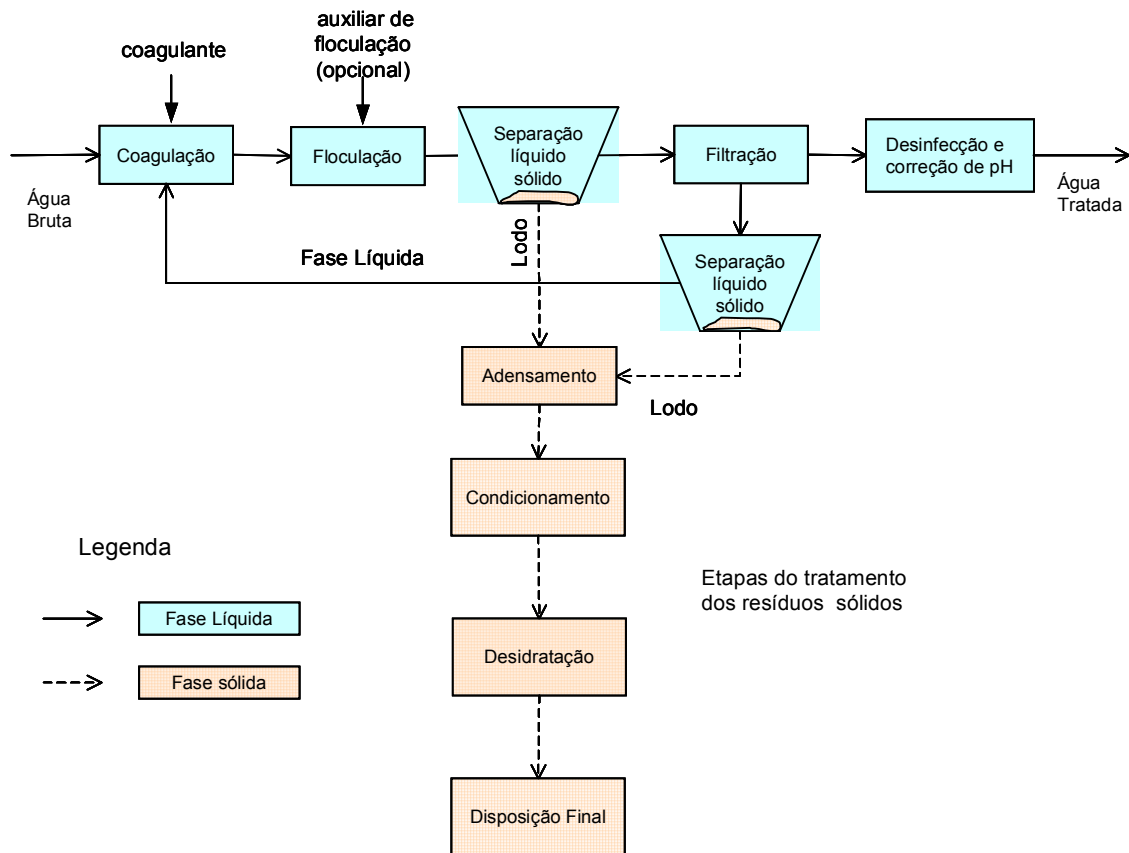 coagulante
auxiliar de
floculação
(opcional)
Coagulação
Floculação
Separação
líquido
sólido
Filtração
Desinfecção e
correção de pH
Água
Bruta
Água
Tratada
Lodo
Fase Líquida
Separação
líquido
sólido
Adensamento
Lodo
Condicionamento
Legenda
Etapas do tratamento
dos resíduos sólidos
Fase Líquida
Desidratação
Fase sólida
Disposição Final